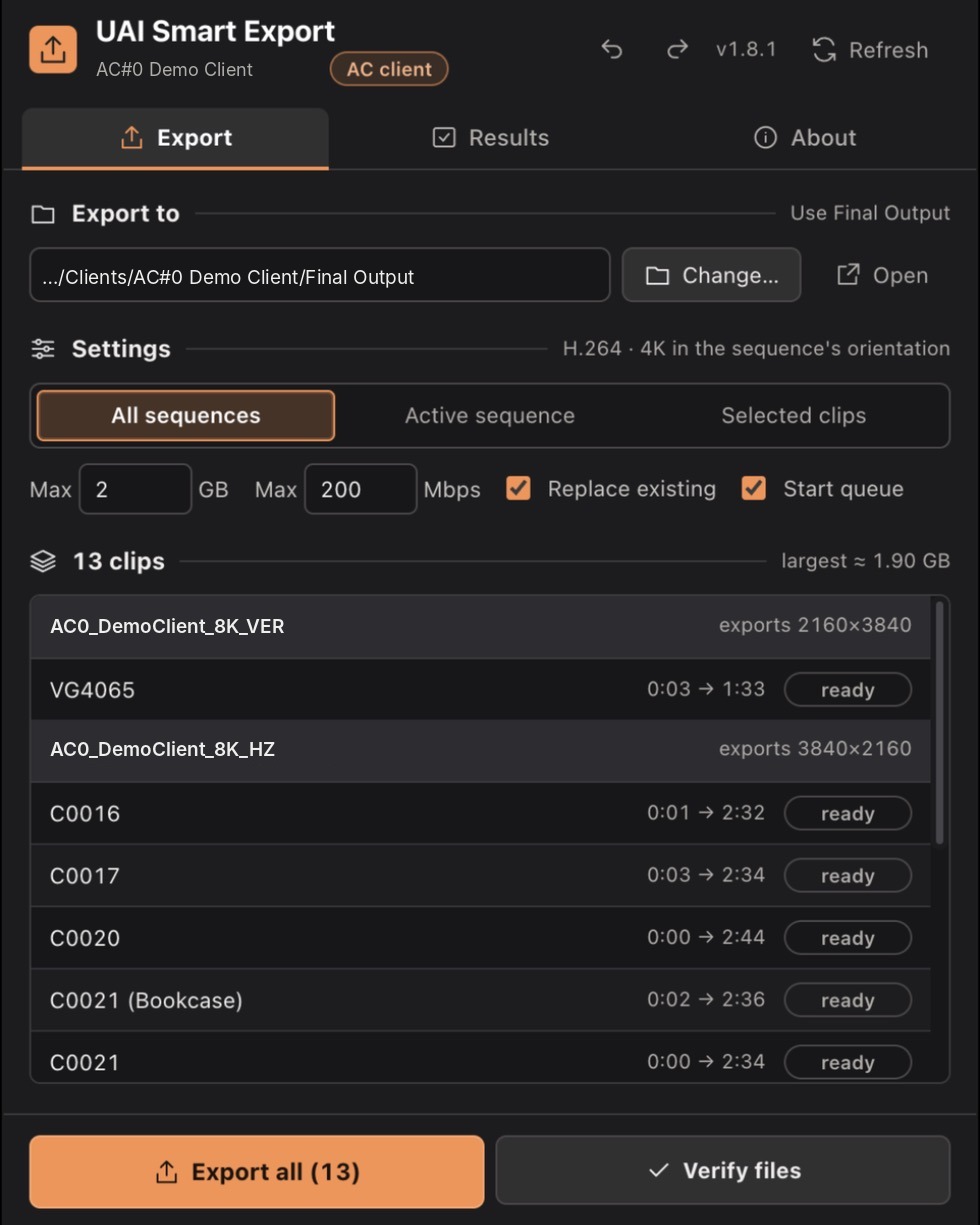 UAI Smart Export
AC#0 Demo Client
AC client
v1.8.1
Refresh
Export
Results
About
Export to
Use Final Output
.../Clients/AC#0 Demo Client/Final Output
Change...
Open
Settings
H.264 · 4K in the sequence's orientation
All sequences
Active sequence
Selected clips
Max 2 GB Max 200 Mbps Replace existing Start queue
13 clips
largest ≈ 1.90 GB
AC0_DemoClient_8K_VER exports 2160×3840
VG4065 0:03 → 1:33 ready
AC0_DemoClient_8K_HZ exports 3840×2160
C0016 0:01 → 2:32 ready
C0017 0:03 → 2:34 ready
C0020 0:00 → 2:44 ready
C0021 (Bookcase) 0:02 → 2:36 ready
C0021 0:00 → 2:34 ready
Export all (13)
Verify files